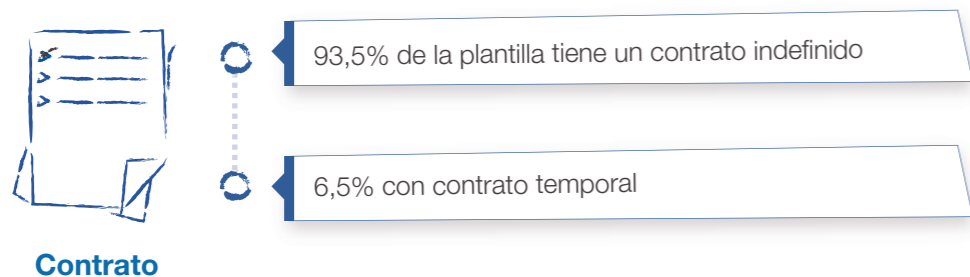 93,5% de la plantilla tiene un contrato indefinido
6,5% con contrato temporal
Contrato